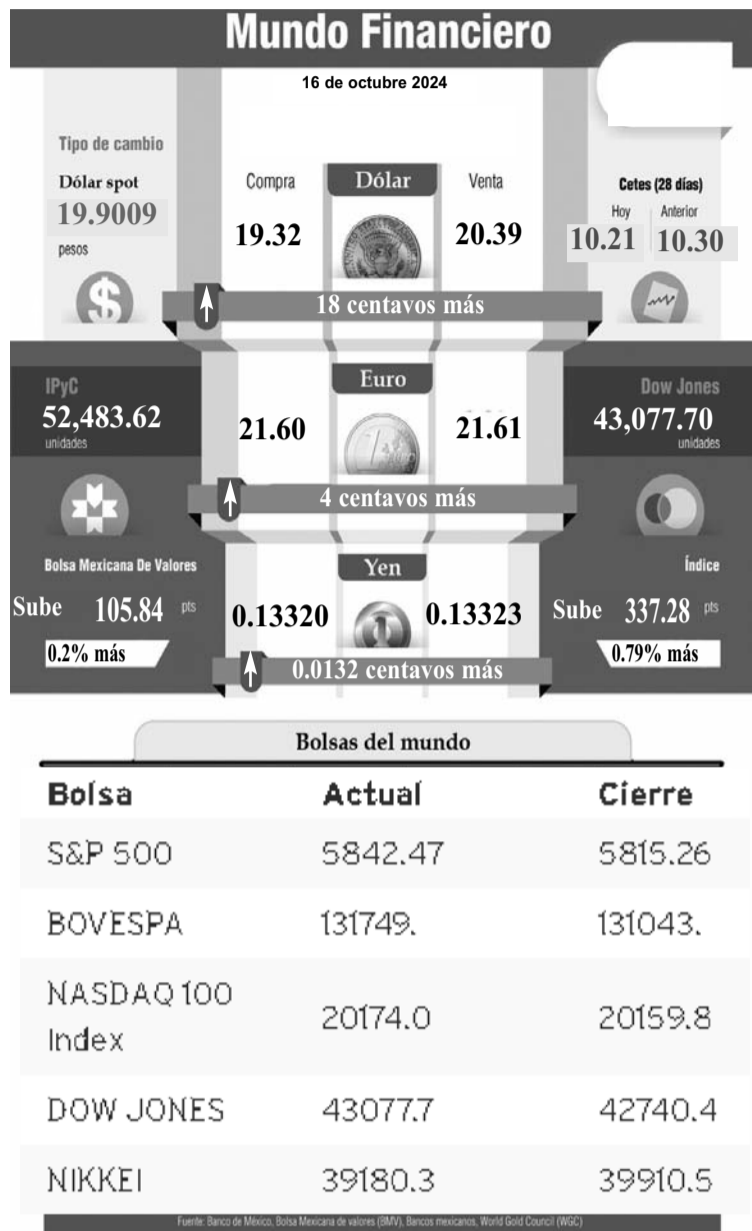 Mundo Financiero
16 de octubre 2024
Tipo de cambio
Dólar spot
19.9009
pesos
Compra
Dólar
Venta
19.32
20.39
18 centavos más
Cetes (28 días)
Hoy
Anterior
10.21
10.30
IPyC
52,483.62
unidades
Euro
21.60
21.61
4 centavos más
Dow Jones
43,077.70
unidades
Bolsa Mexicana De Valores
Sube 105.84 pts
0.2% más
Yen
0.13320
0.13323
0.0132 centavos más
Índice
Sube 337.28 pts
0.79% más
Bolsas del mundo
Bolsa Actual Cierre
S&P 500 5842.47 5815.26
BOVESPA 131749. 131043.
NASDAQ 100
Index
20174.0 20159.8
DOW JONES 43077.7 42740.4
NIKKEI 39180.3 39910.5
Fuente: Banco de México, Bolsa Mexicana de valores (BMV), Bancos mexicanos, World Gold Council (WGC)